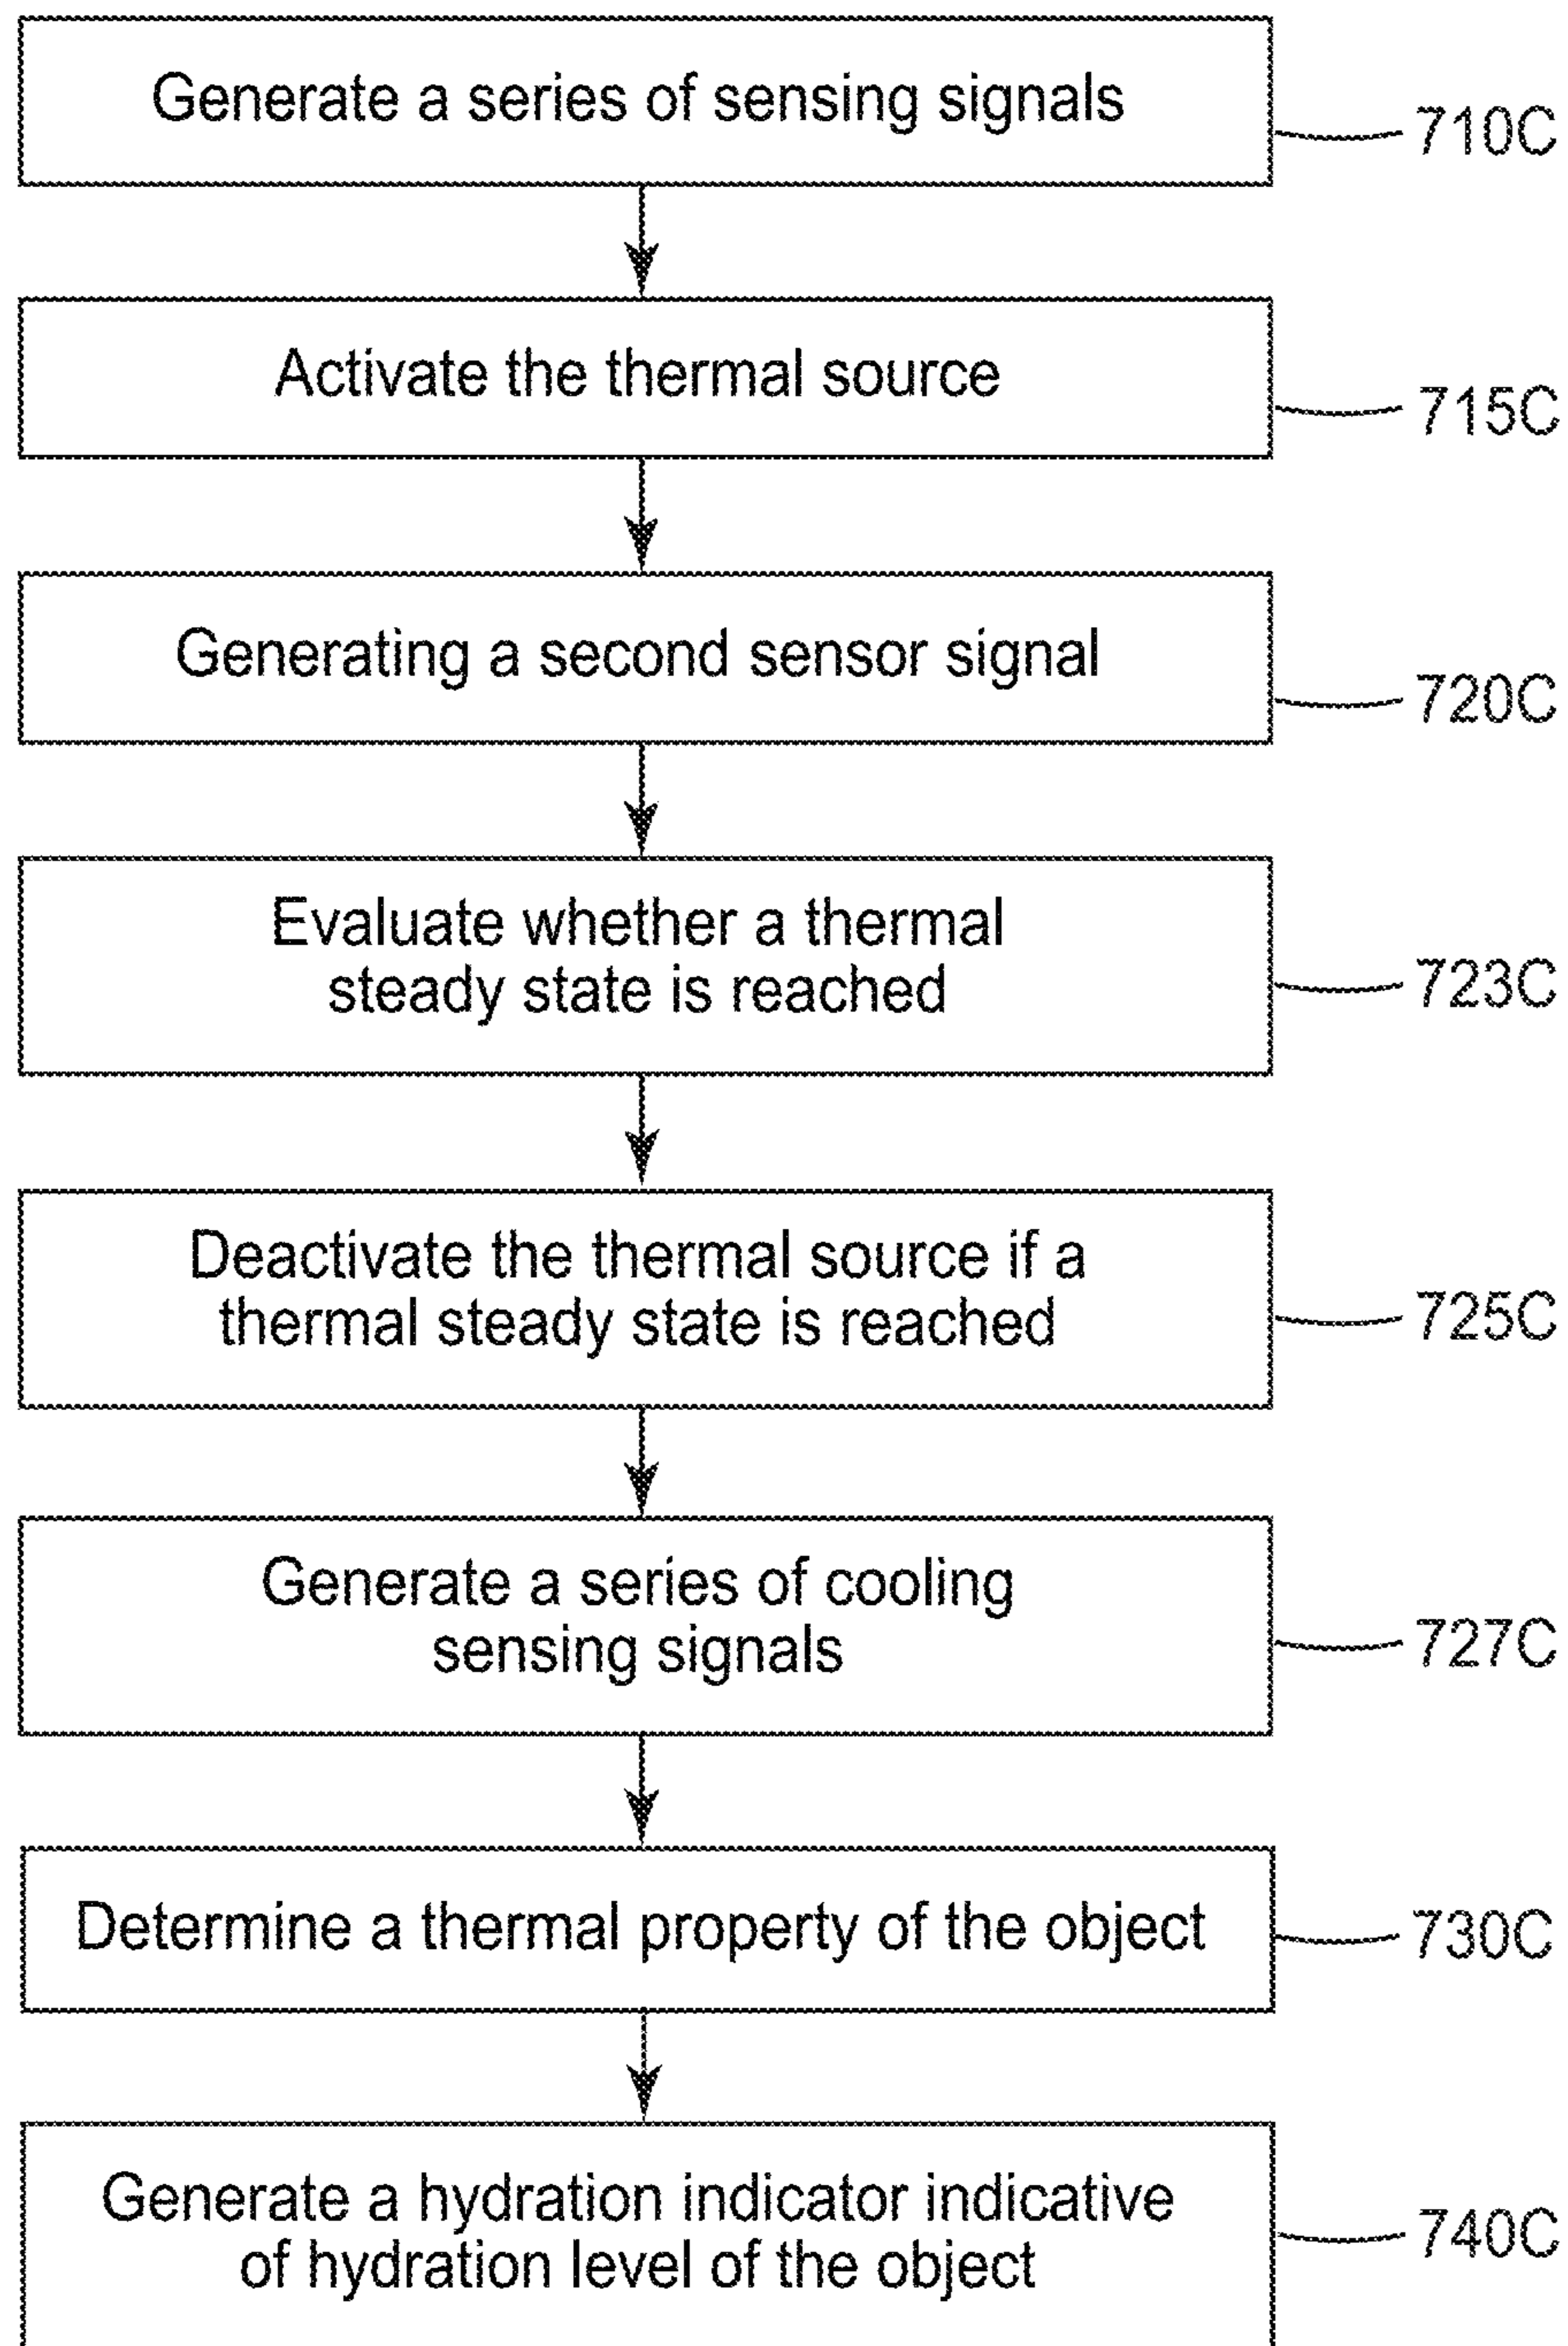 Generate a series of sensing signals
710C
Activate the thermal source
715C
Generating a second sensor signal
720C
Evaluate whether a thermal
steady state is reached
723C
Deactivate the thermal source if a
thermal steady state is reached
725C
Generate a series of cooling
sensing signals
727C
Determine a thermal property of the object
730C
Generate a hydration indicator indicative
of hydration level of the object
740C